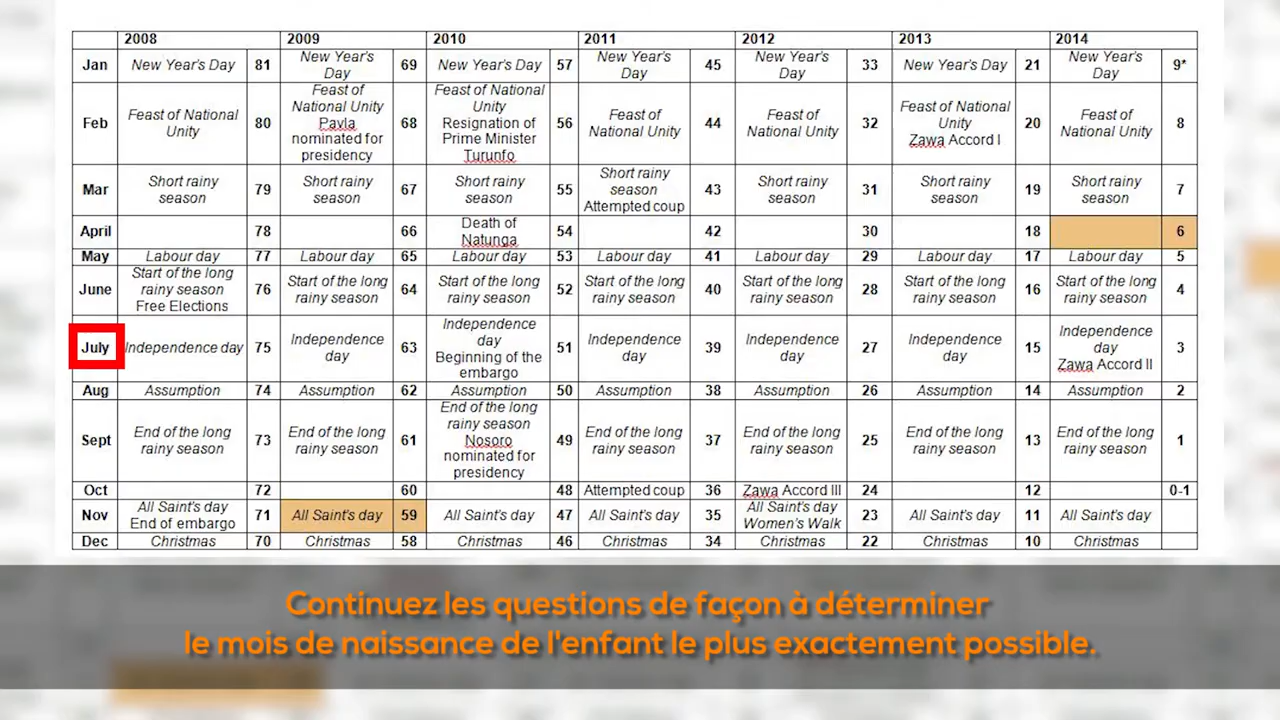 2008 2009 2010 2011 2012 2013 2014
Jan New Year's Day 81 New Year's Day 69 New Year's Day 57 New Year's Day 45 New Year's Day 33 New Year's Day 21 New Year's Day 9*
Feb Feast of National Unity 80 Feast of National Unity Pavla nominated for presidency 68 Feast of National Unity Resignation of Prime Minister Turunfo 56 Feast of National Unity 44 Feast of National Unity 32 Feast of National Unity Zawa Accord I 20 Feast of National Unity 8
Mar Short rainy season 79 Short rainy season 67 Short rainy season 55 Short rainy season Attempted coup 43 Short rainy season 31 Short rainy season 19 Short rainy season 7
April 78 66 Death of Natunga 54 42 30 18 6
May Labour day 77 Labour day 65 Labour day 53 Labour day 41 Labour day 29 Labour day 17 Labour day 5
June Start of the long rainy season Free Elections 76 Start of the long rainy season 64 Start of the long rainy season 52 Start of the long rainy season 40 Start of the long rainy season 28 Start of the long rainy season 16 Start of the long rainy season 4
July Independence day 75 Independence day 63 Independence day Beginning of the embargo 51 Independence day 39 Independence day 27 Independence day 15 Independence day Zawa Accord II 3
Aug Assumption 74 Assumption 62 Assumption 50 Assumption 38 Assumption 26 Assumption 14 Assumption 2
Sept End of the long rainy season 73 End of the long rainy season 61 End of the long rainy season Nosoro nominated for presidency 49 End of the long rainy season 37 End of the long rainy season 25 End of the long rainy season 13 End of the long rainy season 1
Oct 72 60 48 Attempted coup 36 Zawa Accord III 24 12 0-1
Nov All Saint's day End of embargo 71 All Saint's day 59 All Saint's day 47 All Saint's day 35 All Saint's day Women's Walk 23 All Saint's day 11 All Saint's day
Dec Christmas 70 Christmas 58 Christmas 46 Christmas 34 Christmas 22 Christmas 10 Christmas
Continuez les questions de façon à déterminer
le mois de naissance de l'enfant le plus exactement possible.